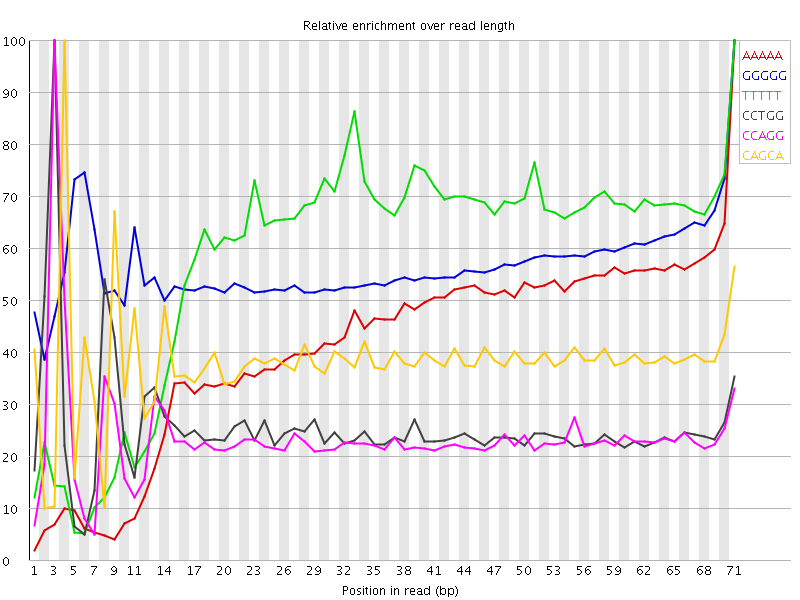 Relative enrichment over read length
100
90
80
70
60
50
40
30
20
10
0
AAAAA
GGGGG
TTTTT
CCTGG
CCAGG
CAGCA
1 3 5 7 9 11 14 17 20 23 26 29 32 35 38 41 44 47 50 53 56 59 62 65 68 71
Position in read (bp)